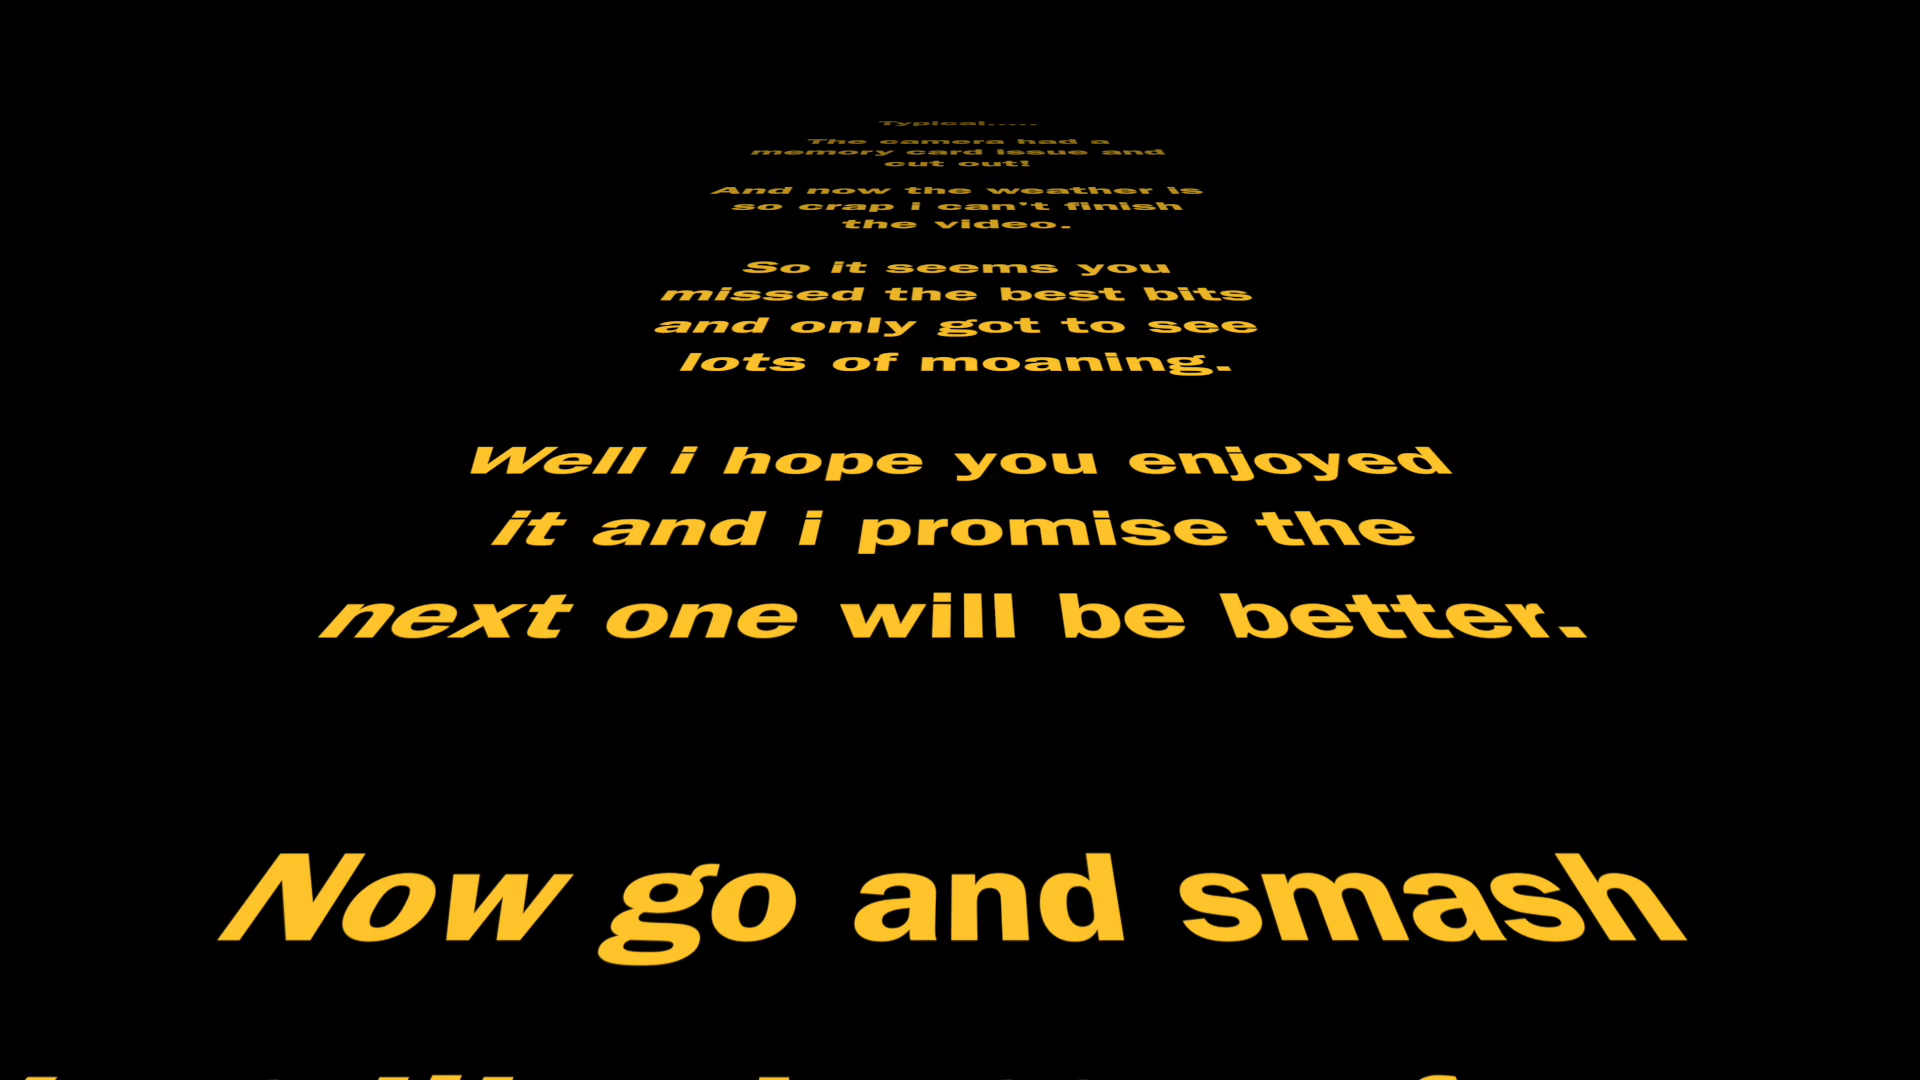 Typical.....
The camera had a
memory card issue and
cut out!
And now the weather is
so crap i can't finish
the video.
So it seems you
missed the best bits
and only got to see
lots of moaning.
Well i hope you enjoyed
it and i promise the
next one will be better.
Now go and smash